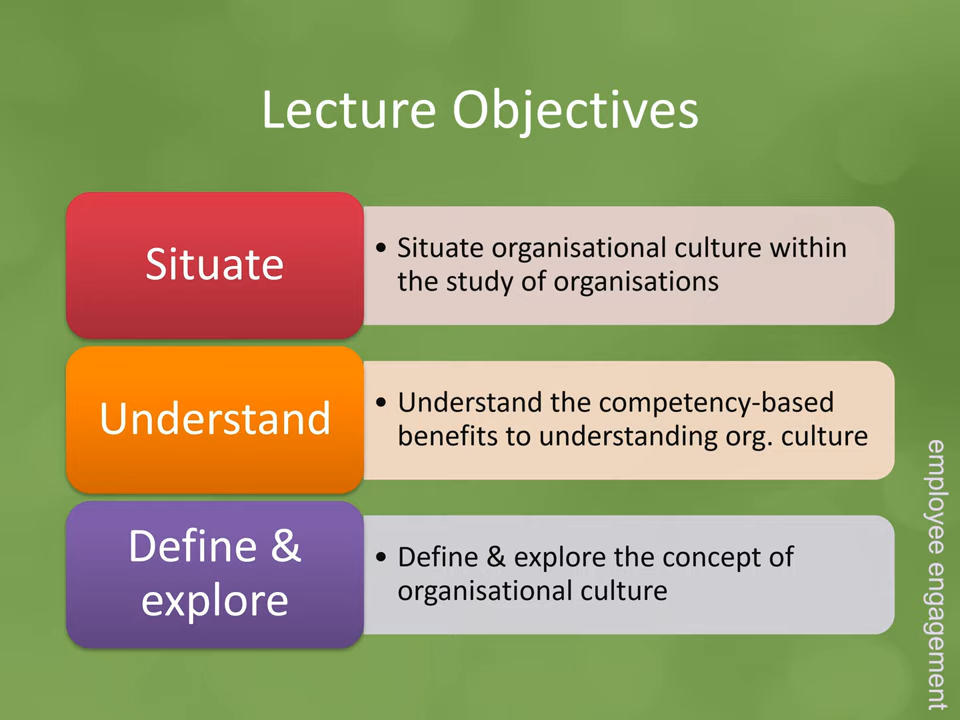 Lecture Objectives
Situate
• Situate organisational culture within
the study of organisations
Understand
• Understand the competency-based
benefits to understanding org. culture
Define &
explore
• Define & explore the concept of
organisational culture
employee engagement